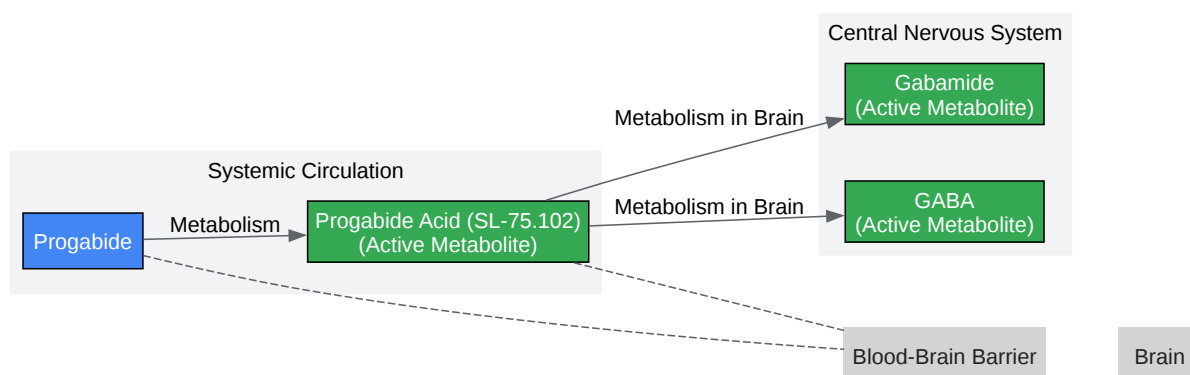 Central Nervous System
Gabamide
(Active Metabolite)
Metabolism in Brain
Systemic Circulation
Progabide
Metabolism
Progabide Acid (SL-75.102)
(Active Metabolite)
Metabolism in Brain
GABA
(Active Metabolite)
Blood-Brain Barrier
Brain